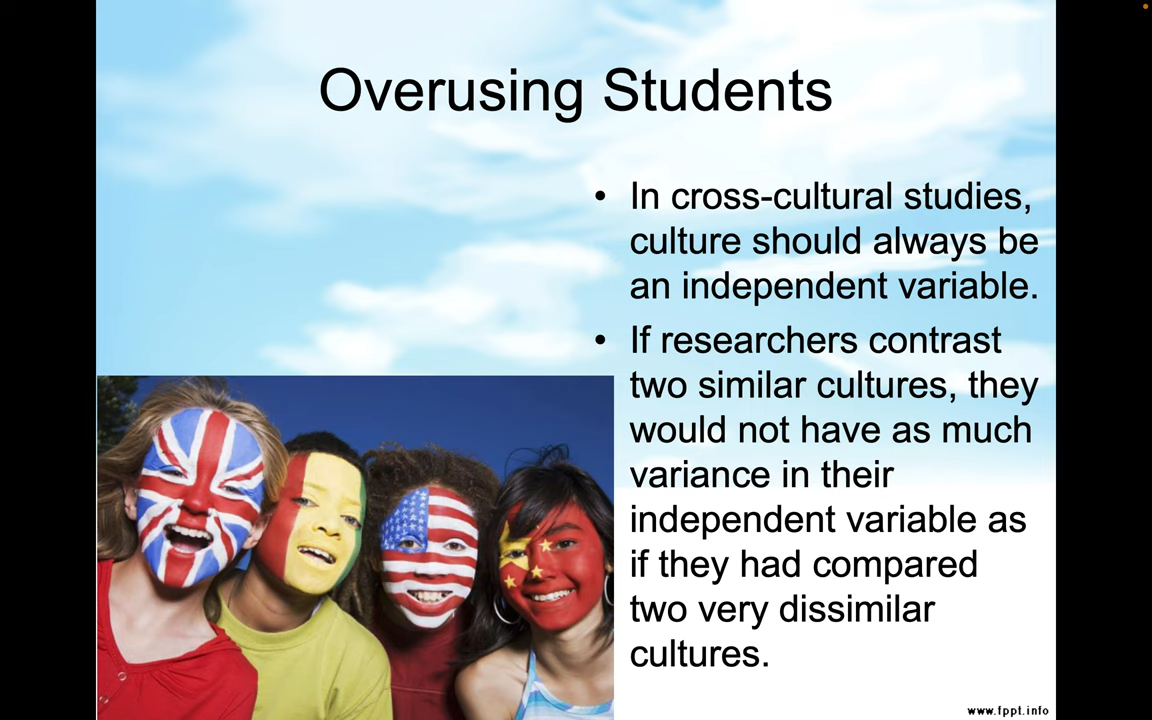 Overusing Students
• In cross-cultural studies,
culture should always be
an independent variable.
• If researchers contrast
two similar cultures, they
would not have as much
variance in their
independent variable as
if they had compared
two very dissimilar
cultures.
www.fppt.info